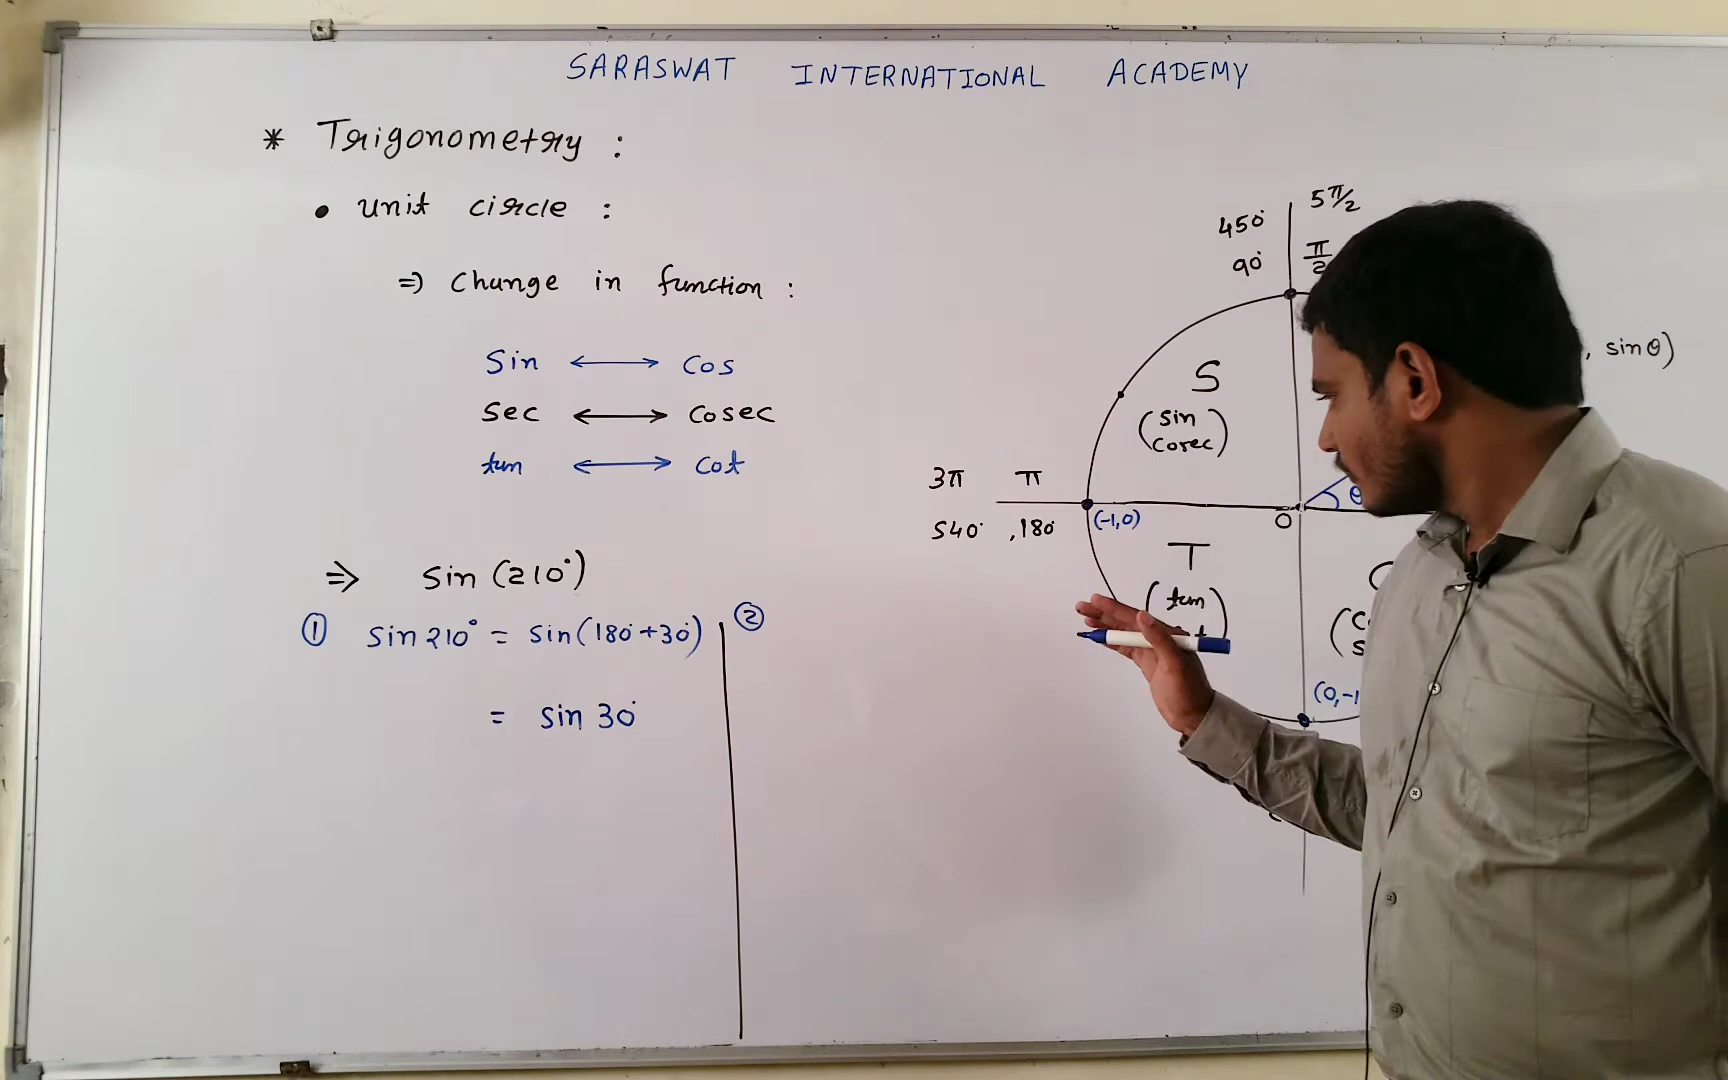 SARASWAT INTERNATIONAL ACADEMY
* Trigonometry :
• unit circle :
⇒ Change in function :
Sin ⟷ Cos
Sec ⟷ Cosec
tan ⟷ Cot
⇒ Sin (210°)
① Sin 210° = Sin (180°+30°)
= Sin 30°
②
5π/2
450°
90° π/2
, sinθ)
S
(sin
cosec)
3π π
θ
540° , 180°
(-1,0)
O
T
(tan
(0,-1